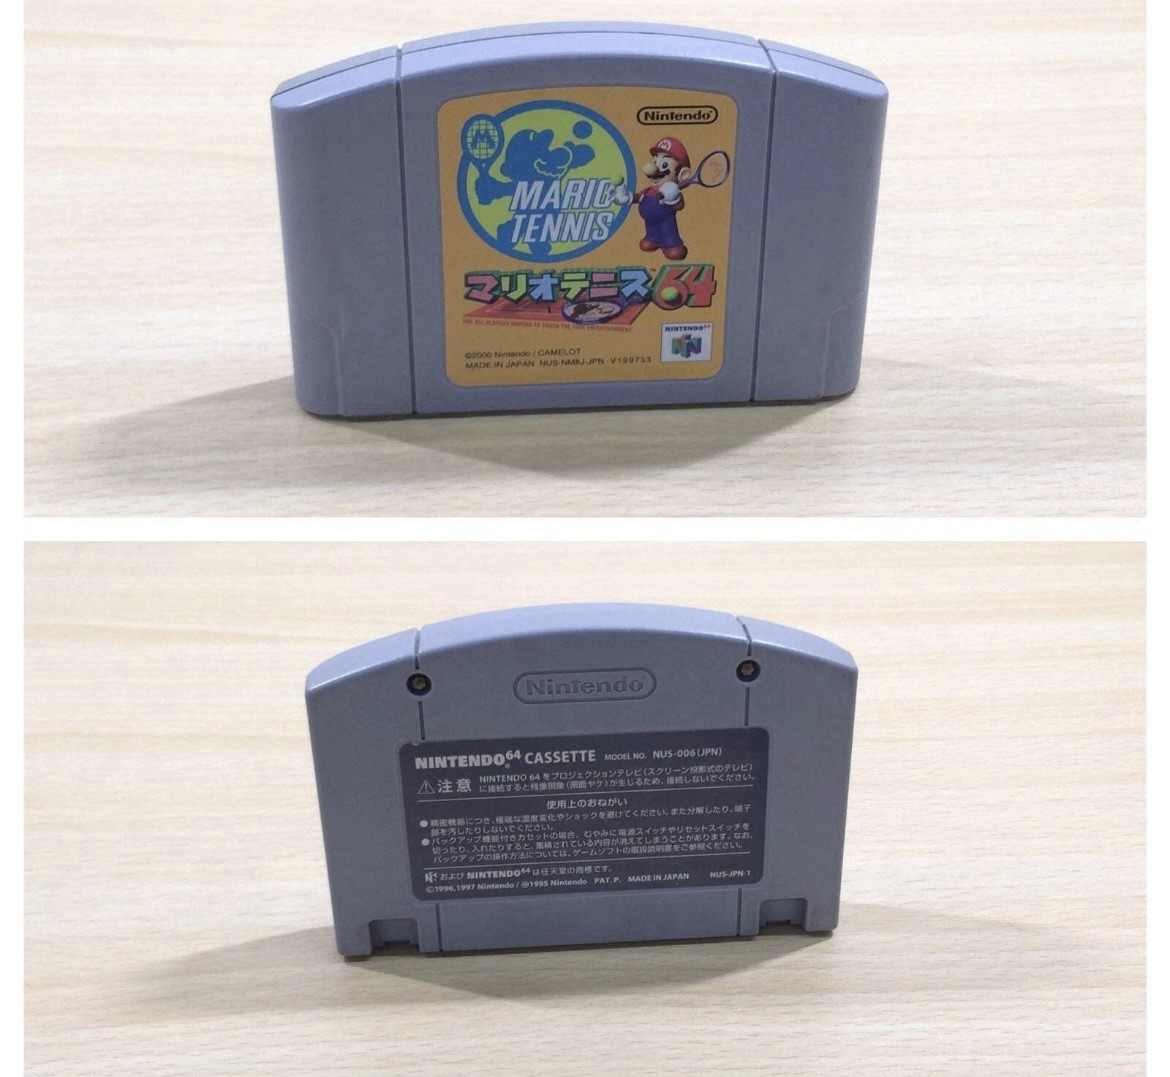 Nintendo
MARIO
TENNIS
マリオテニス64
NINTENDO64
©2000 Nintendo / CAMELOT
MADE IN JAPAN NUS-NM8J-JPN V199733
Nintendo
NINTENDO64 CASSETTE MODEL NO. NUS-006(JPN)
注意 NINTENDO 64 をプロジェクションテレビ(スクリーン投影式のテレビ)
に接続すると残像現象(画面ヤケ)が生じるため、接続しないでください。
使用上のおねがい
●精密機器につき、極端な温度変化やショックを避けてください。また分解したり、端子
部を汚したりしないでください。
●バックアップ機能付きカセットの場合、むやみに電源スイッチやリセットスイッチを
切ったり、入れたりすると、蓄積されている内容が消えてしまうことがあります。なお、
バックアップの操作方法については、ゲームソフトの取扱説明書をご参照ください。
および NINTENDO64 は任天堂の商標です。
©1996,1997 Nintendo / ©1995 Nintendo PAT. P. MADE IN JAPAN NUS-JPN-1